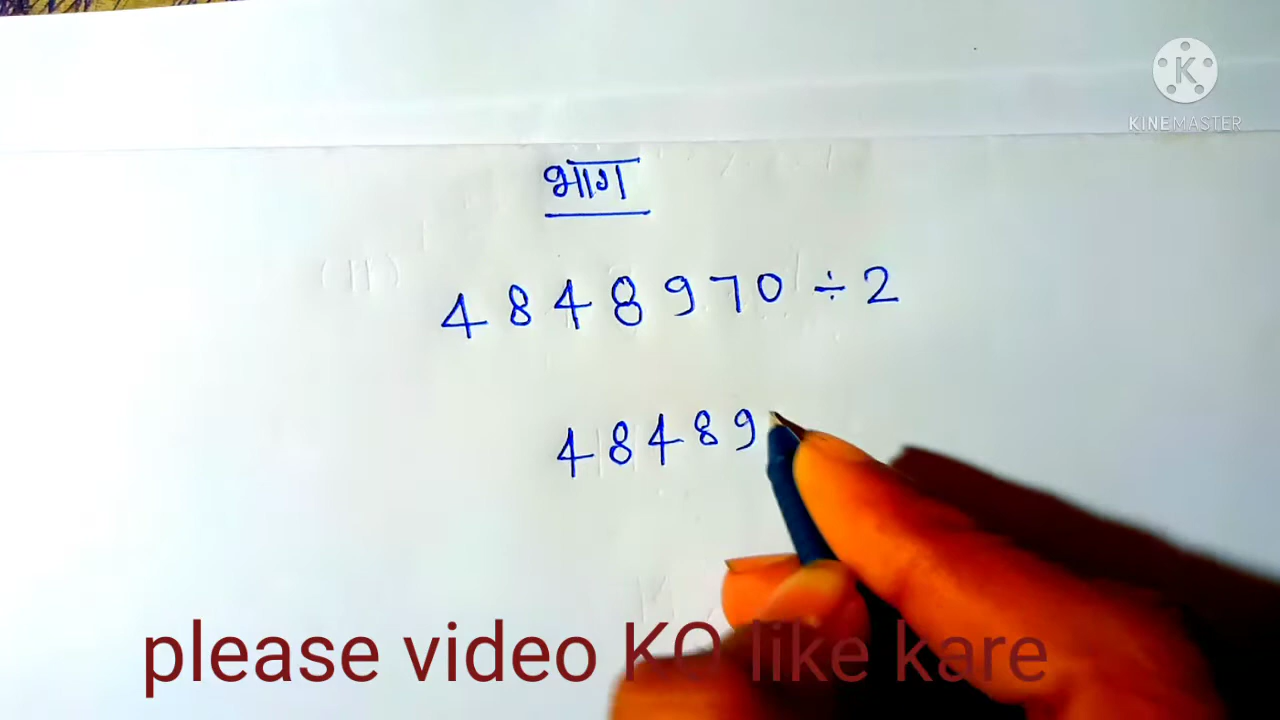 KINEMASTER
भाग
4848970 ÷ 2
48489
please video KO like kare